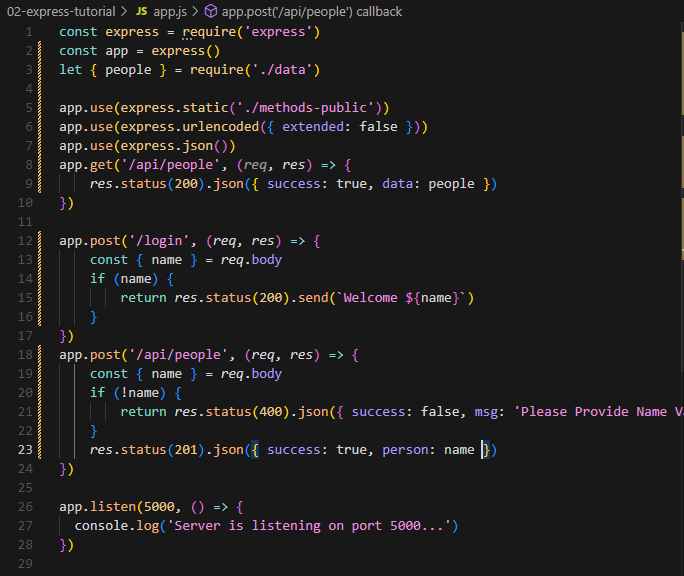 02-express-tutorial > JS app.js > app.post('/api/people') callback
1 const express = require('express')
2 const app = express()
3 let { people } = require('./data')
4
5 app.use(express.static('./methods-public'))
6 app.use(express.urlencoded({ extended: false }))
7 app.use(express.json())
8 app.get('/api/people', (req, res) => {
9     res.status(200).json({ success: true, data: people })
10 })
11
12 app.post('/login', (req, res) => {
13     const { name } = req.body
14     if (name) {
15         return res.status(200).send(`Welcome ${name}`)
16     }
17 })
18 app.post('/api/people', (req, res) => {
19     const { name } = req.body
20     if (!name) {
21         return res.status(400).json({ success: false, msg: 'Please Provide Name
22     }
23     res.status(201).json({ success: true, person: name })
24 })
25
26 app.listen(5000, () => {
27   console.log('Server is listening on port 5000...')
28 })
29